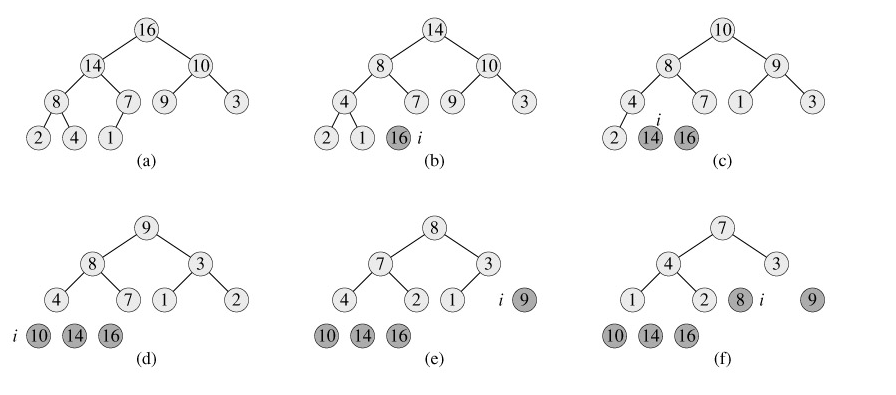 16
14 10
8 7 9 3
2 4 1
(a)
14
8 10
4 7 9 3
2 1 16 i
(b)
10
8 9
4 7 1 3
i
2 14 16
(c)
9
8 3
4 7 1 2
i 10 14 16
(d)
8
7 3
4 2 1 i 9
10 14 16
(e)
7
4 3
1 2 8 i 9
10 14 16
(f)